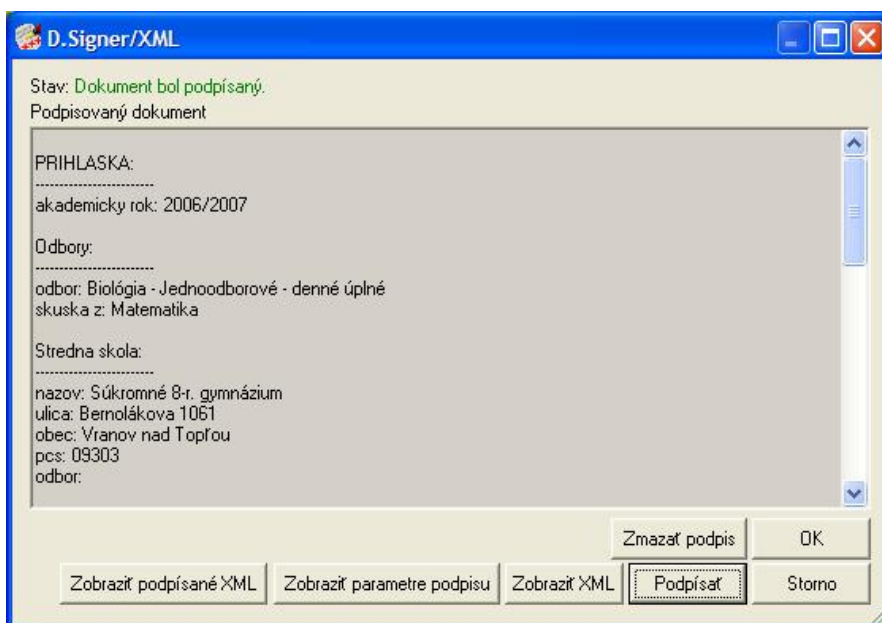 D.Signer/XML
Stav: Dokument bol podpísaný.
Podpisovaný dokument
PRIHLASKA:
-------------------------
akademicky rok: 2006/2007
Odbory:
-------------------------
odbor: Biológia - Jednoodborové - denné úplné
skuska z: Matematika
Stredna skola:
-------------------------
nazov: Súkromné 8-r. gymnázium
ulica: Bernolákova 1061
obec: Vranov nad Topľou
pcs: 09303
odbor:
Zmazať podpis OK
Zobraziť podpísané XML Zobraziť parametre podpisu Zobraziť XML Podpísať Storno